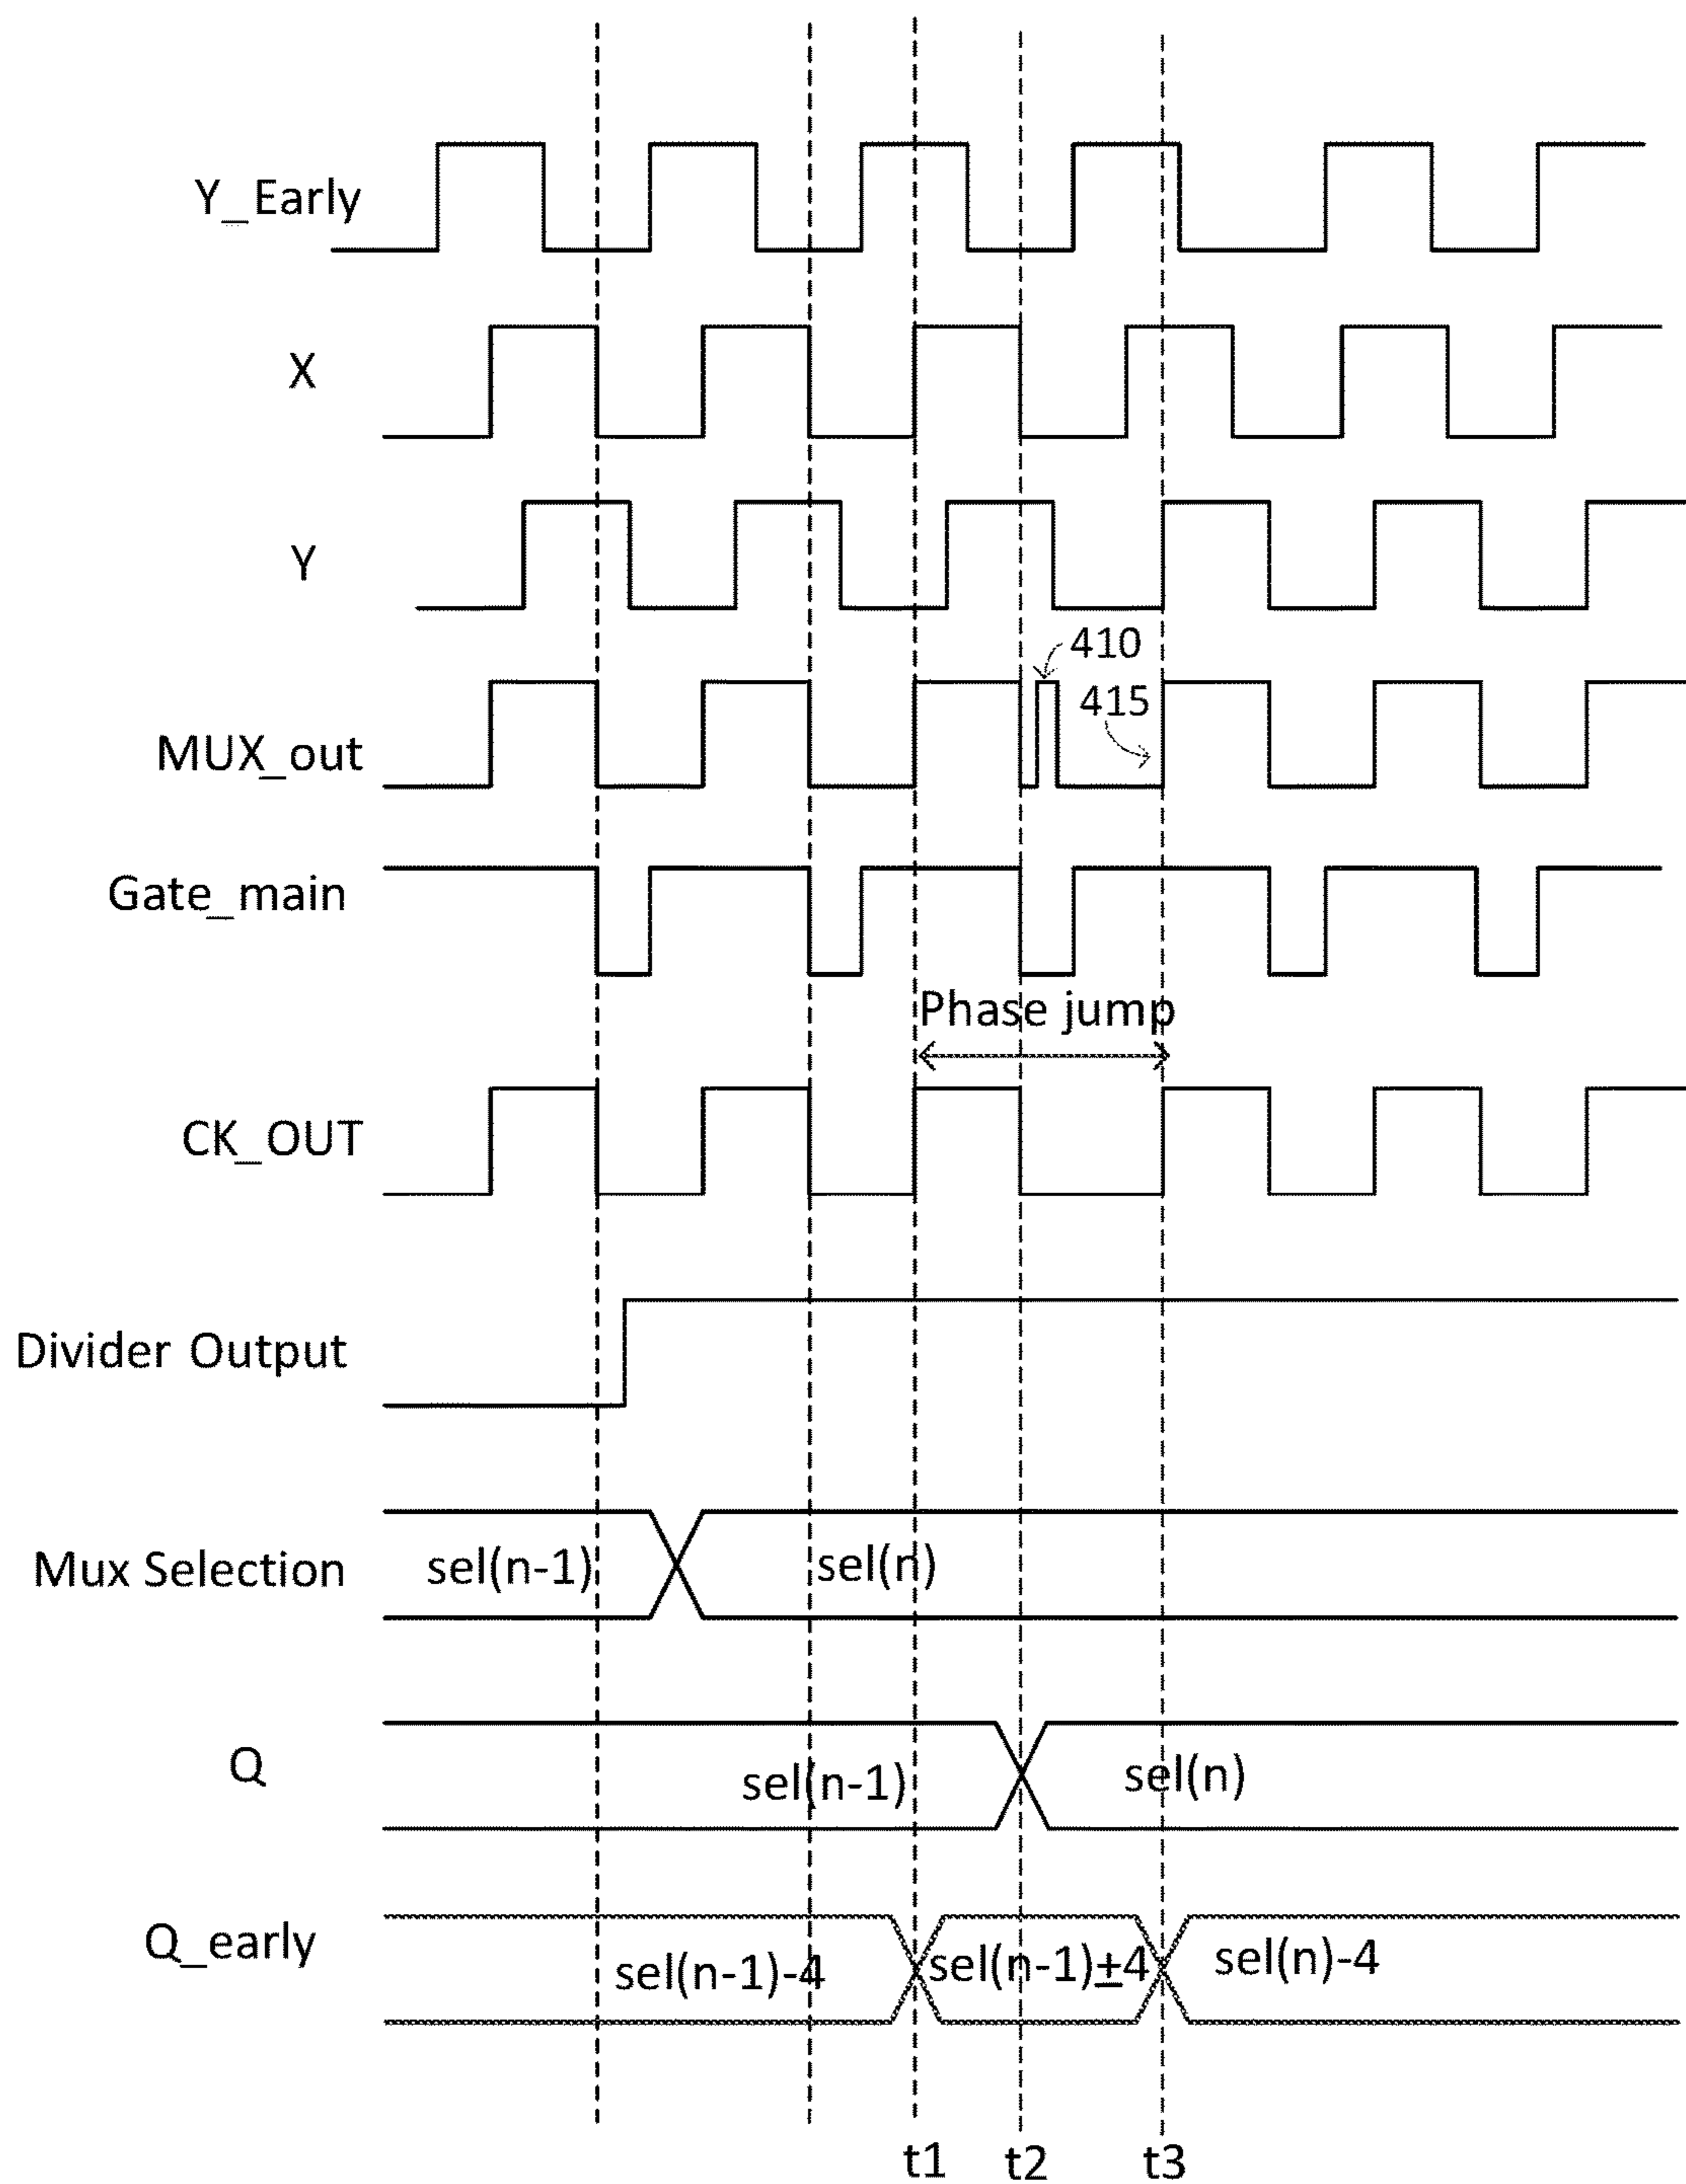 Y_Early
X
Y
410
415
MUX_out
Gate_main
Phase jump
CK_OUT
Divider Output
Mux Selection
sel(n-1)
sel(n)
Q
sel(n-1)
sel(n)
Q_early
sel(n-1)-4
sel(n-1)±4
sel(n)-4
t1
t2
t3